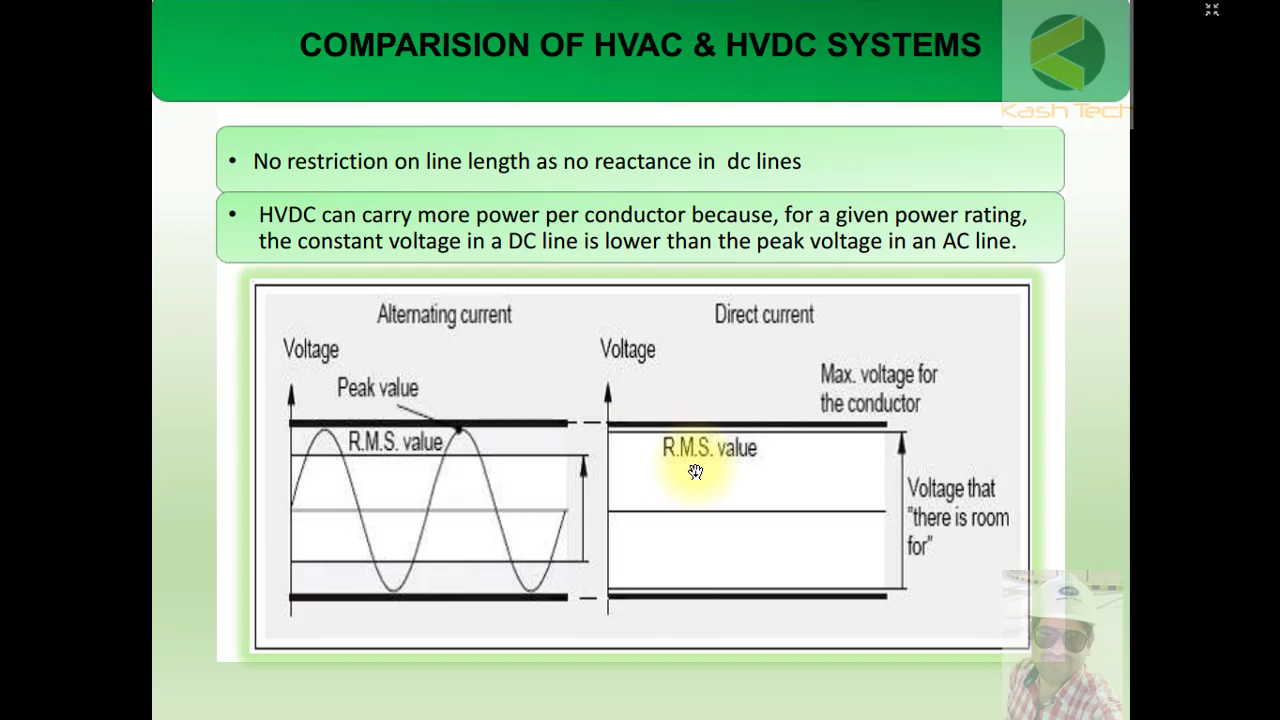 COMPARISION OF HVAC & HVDC SYSTEMS
Kash Tech
• No restriction on line length as no reactance in dc lines
• HVDC can carry more power per conductor because, for a given power rating,
the constant voltage in a DC line is lower than the peak voltage in an AC line.
Alternating current
Voltage
Peak value
R.M.S. value
Direct current
Voltage
Max. voltage for
the conductor
R.M.S. value
Voltage that
"there is room
for"